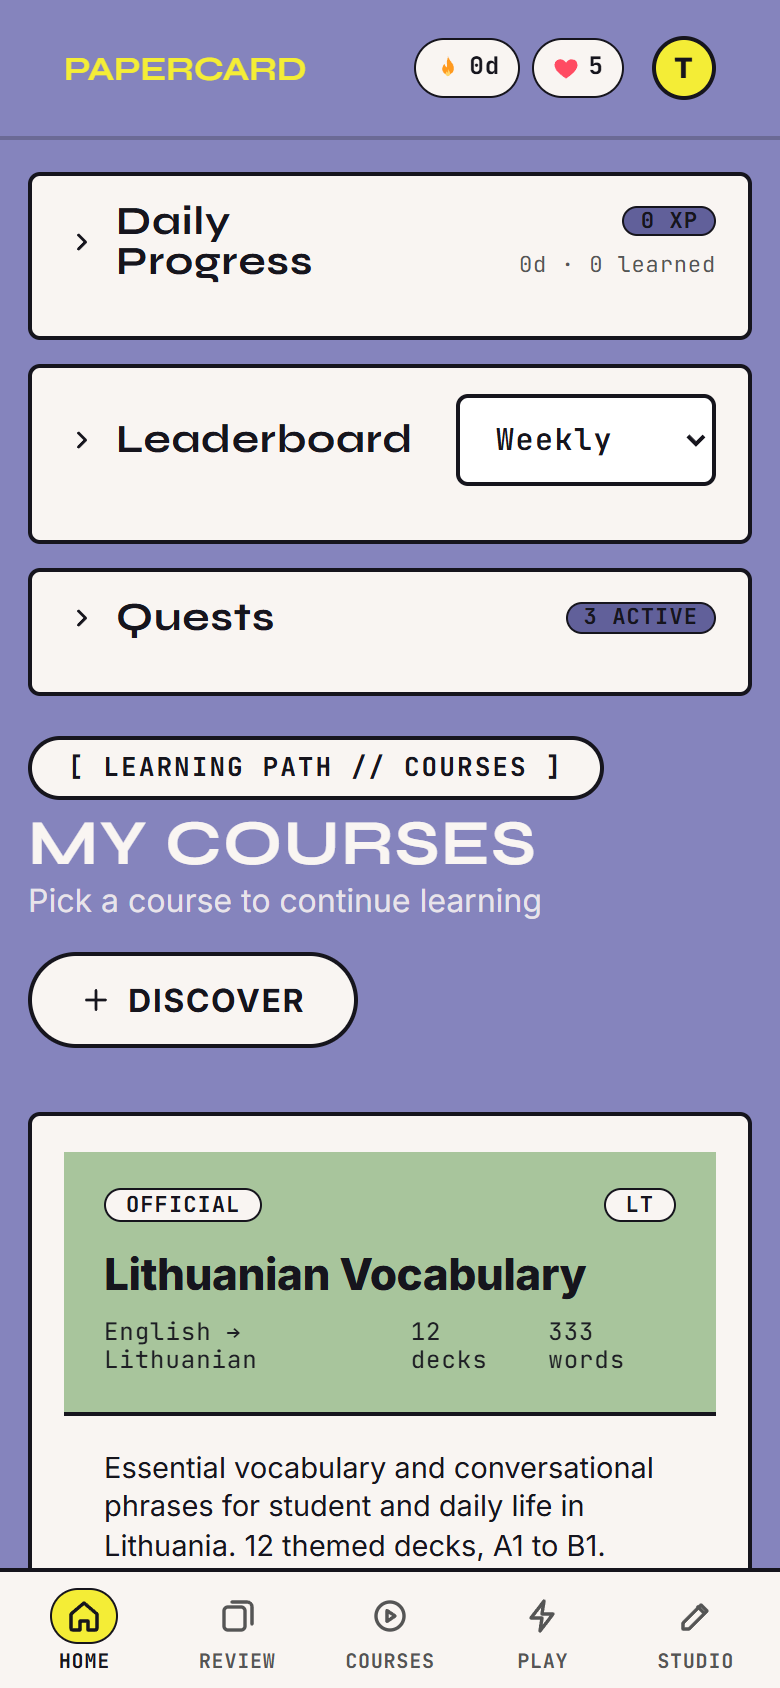 PAPERCARD
0d
5
T
Daily
Progress
0 XP
0d · 0 learned
Leaderboard
Weekly
Quests
3 ACTIVE
[ LEARNING PATH // COURSES ]
MY COURSES
Pick a course to continue learning
+ DISCOVER
OFFICIAL
LT
Lithuanian Vocabulary
English →
Lithuanian
12
decks
333
words
Essential vocabulary and conversational
phrases for student and daily life in
Lithuania. 12 themed decks, A1 to B1.
HOME
REVIEW
COURSES
PLAY
STUDIO